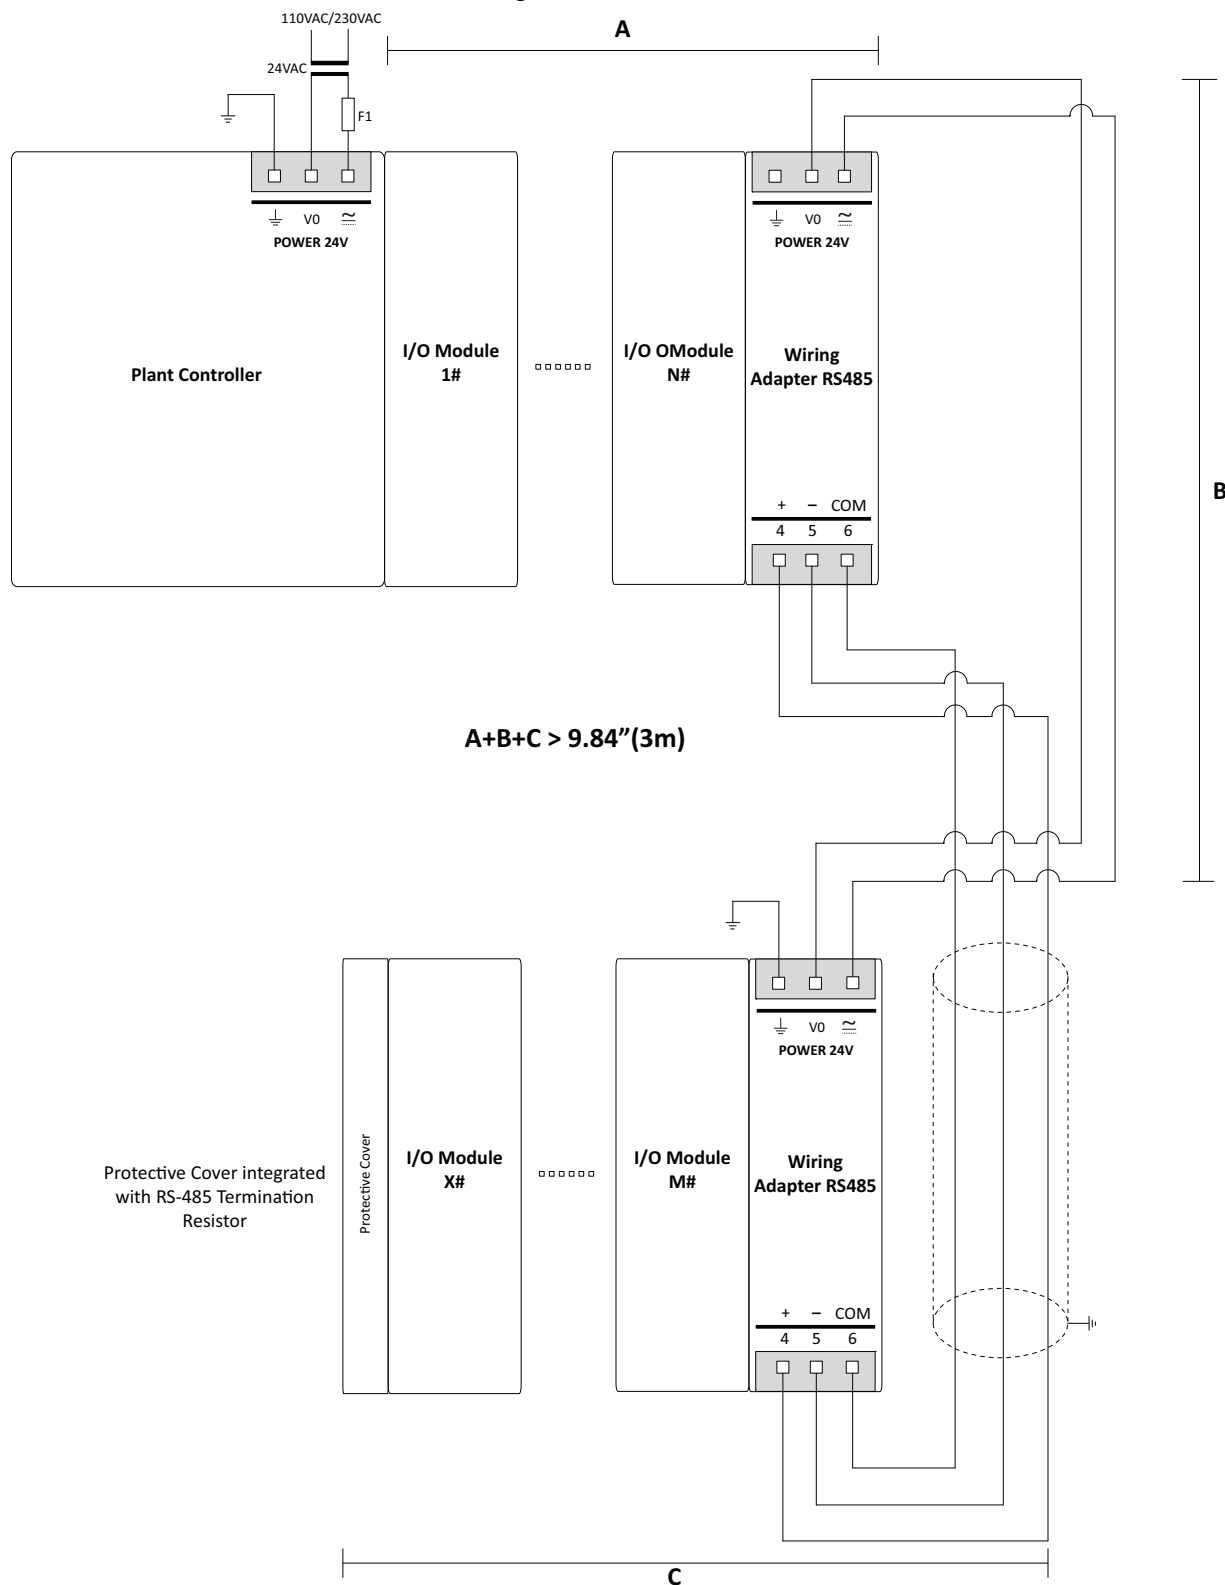 110VAC/230VAC
A
24VAC
F1
V0
POWER 24V
V0
POWER 24V
Plant Controller
I/O Module
1#
I/O OModule
N#
Wiring
Adapter RS485
B
+ − COM
4 5 6
A+B+C > 9.84”(3m)
V0
POWER 24V
Protective Cover integrated
with RS-485 Termination
Resistor
Protective Cover
I/O Module
X#
I/O Module
M#
Wiring
Adapter RS485
+ − COM
4 5 6
C